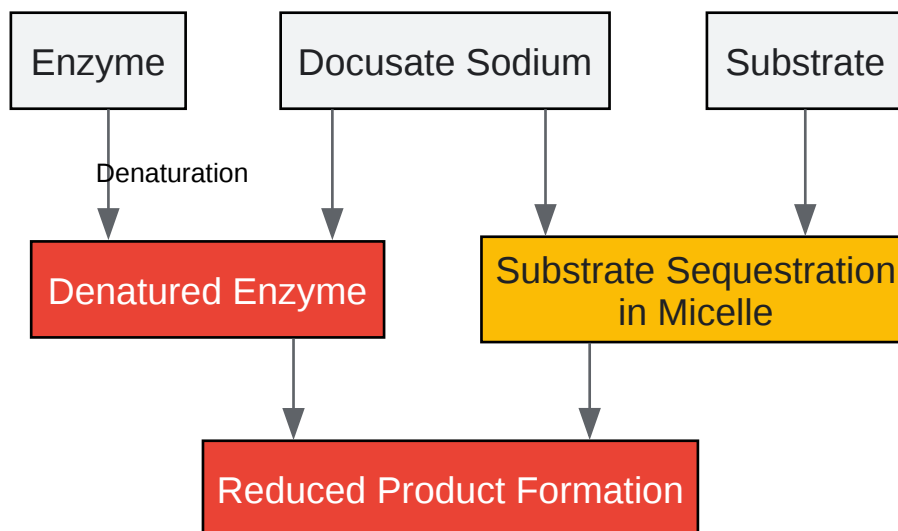 Enzyme
Docusate Sodium
Substrate
Denaturation
Denatured Enzyme
Substrate Sequestration
in Micelle
Reduced Product Formation